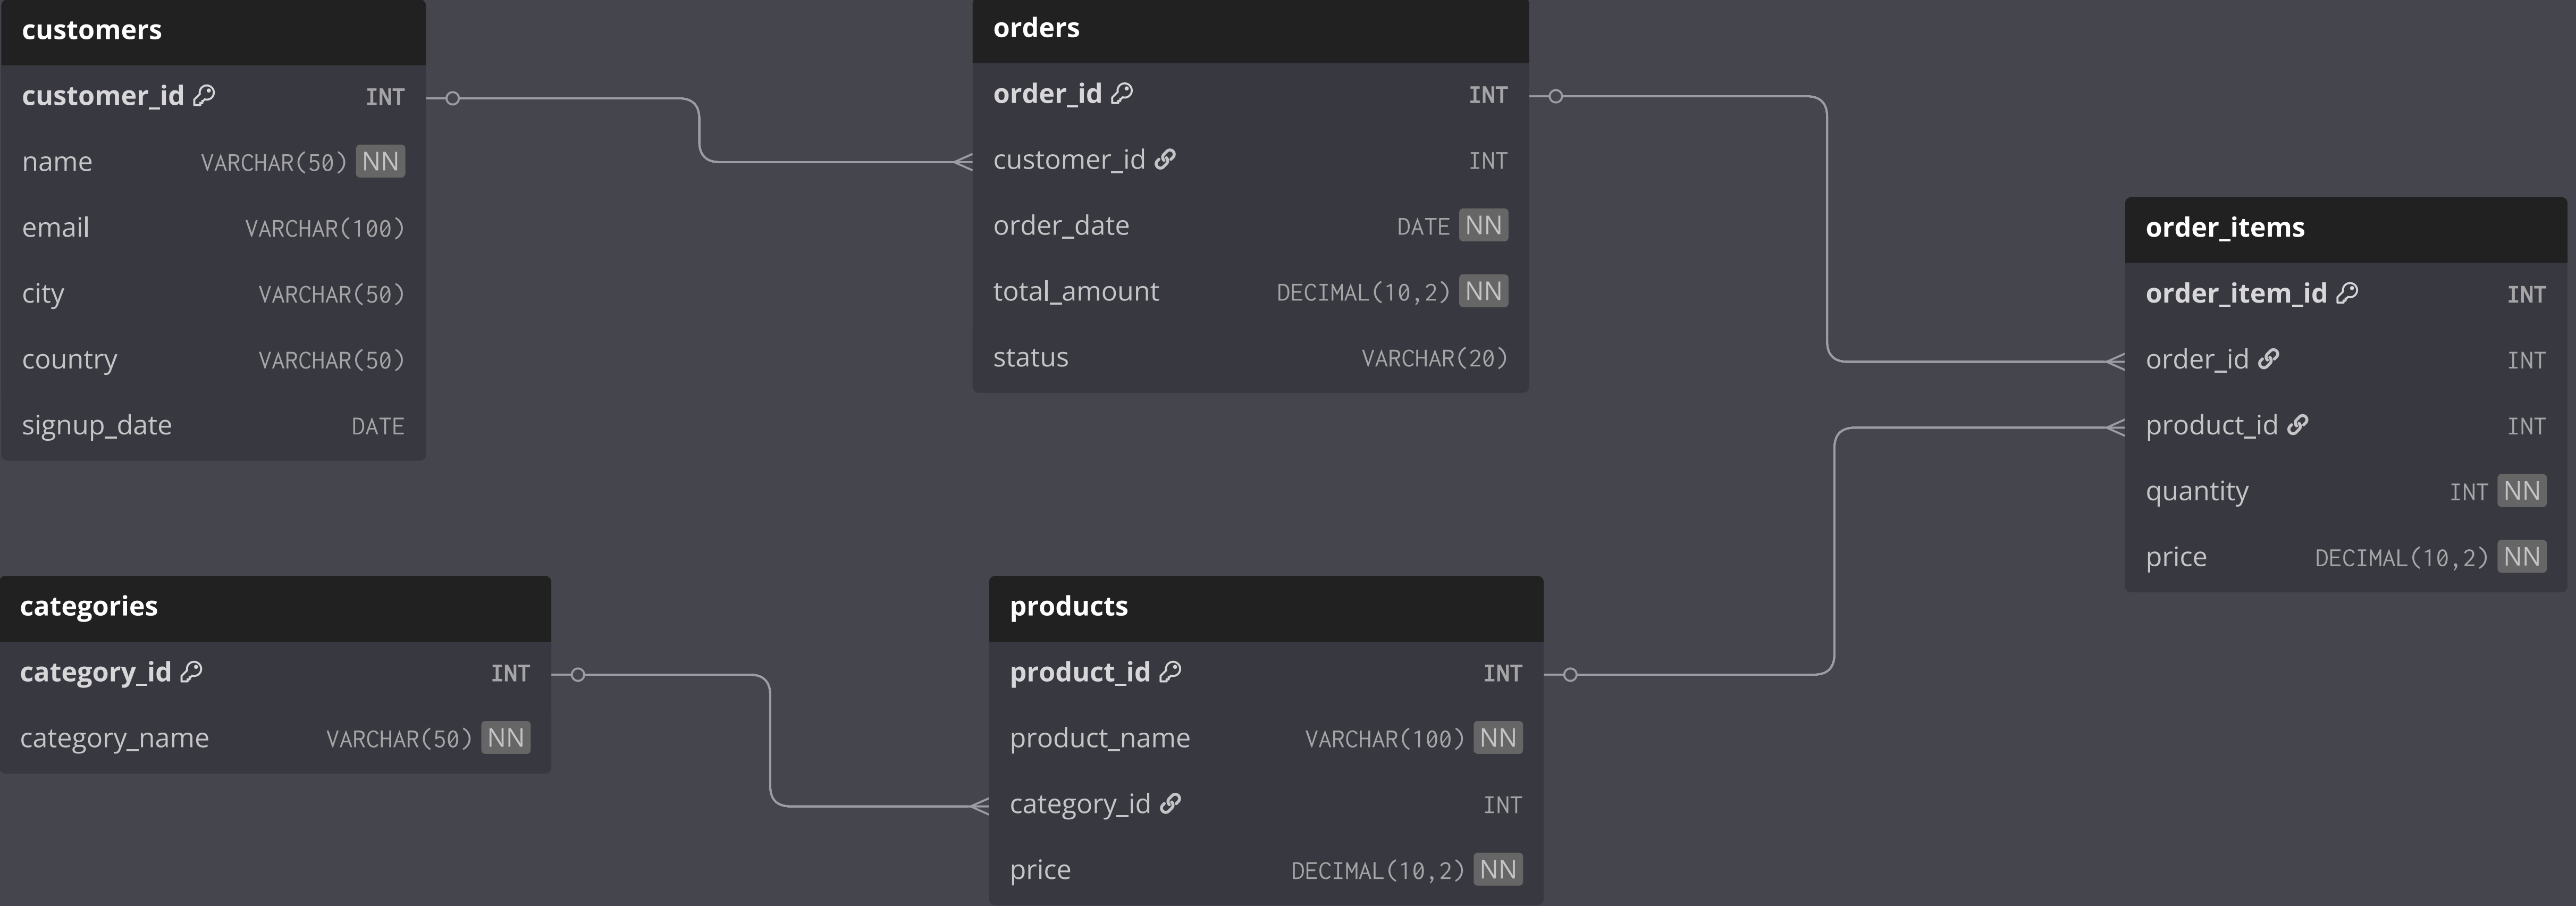 customers
customer_id INT
name VARCHAR(50) NN
email VARCHAR(100)
city VARCHAR(50)
country VARCHAR(50)
signup_date DATE
orders
order_id INT
customer_id INT
order_date DATE NN
total_amount DECIMAL(10,2) NN
status VARCHAR(20)
order_items
order_item_id INT
order_id INT
product_id INT
quantity INT NN
price DECIMAL(10,2) NN
categories
category_id INT
category_name VARCHAR(50) NN
products
product_id INT
product_name VARCHAR(100) NN
category_id INT
price DECIMAL(10,2) NN